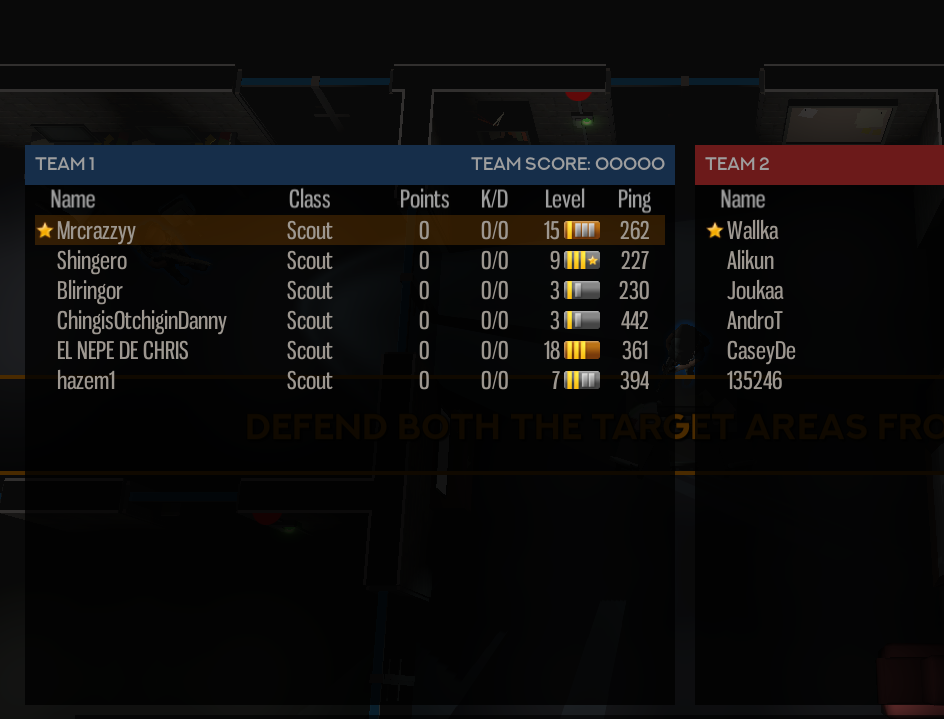 TEAM 1 TEAM SCORE: 00000 TEAM 2
Name Class Points K/D Level Ping Name
Mrcrazzyy Scout 0 0/0 15 262 Wallka
Shingero Scout 0 0/0 9 227 Alikun
Bliringor Scout 0 0/0 3 230 Joukaa
ChingisOtchiginDanny Scout 0 0/0 3 442 AndroT
EL NEPE DE CHRIS Scout 0 0/0 18 361 CaseyDe
hazem1 Scout 0 0/0 7 394 135246
DEFEND BOTH THE TARGET AREAS FRO